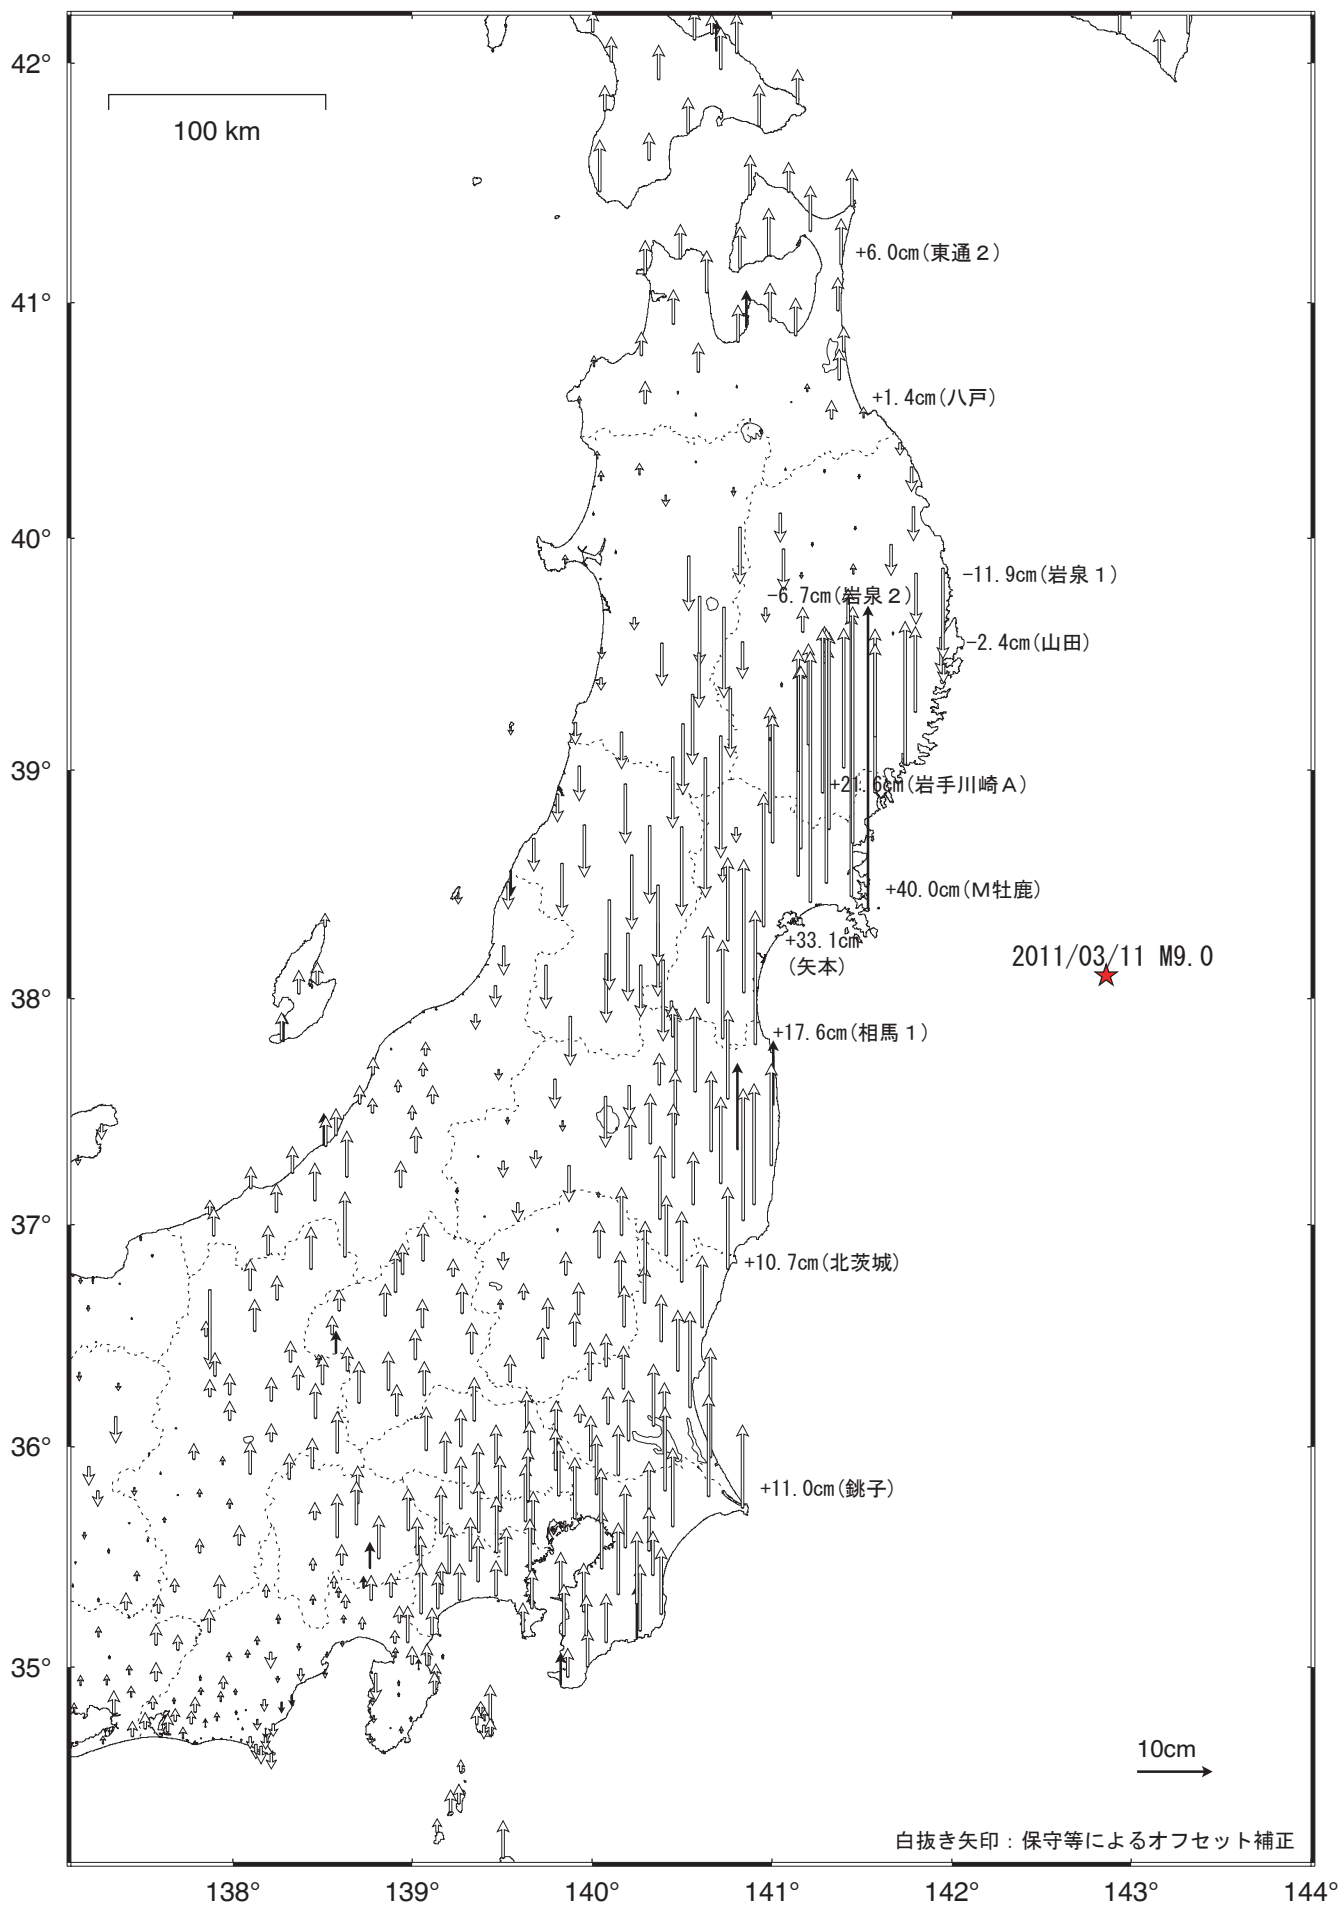 42°
100 km
+6.0cm(東通２)
41°
+1.4cm(八戸)
40°
-11.9cm(岩泉１)
-6.7cm(岩泉２)
-2.4cm(山田)
39°
+21.6cm(岩手川崎Ａ)
+40.0cm(Ｍ牡鹿)
+33.1cm
(矢本)
2011/03/11 M9.0
38°
+17.6cm(相馬１)
37°
+10.7cm(北茨城)
36°
+11.0cm(銚子)
35°
10cm
白抜き矢印：保守等によるオフセット補正
138° 139° 140° 141° 142° 143° 144°